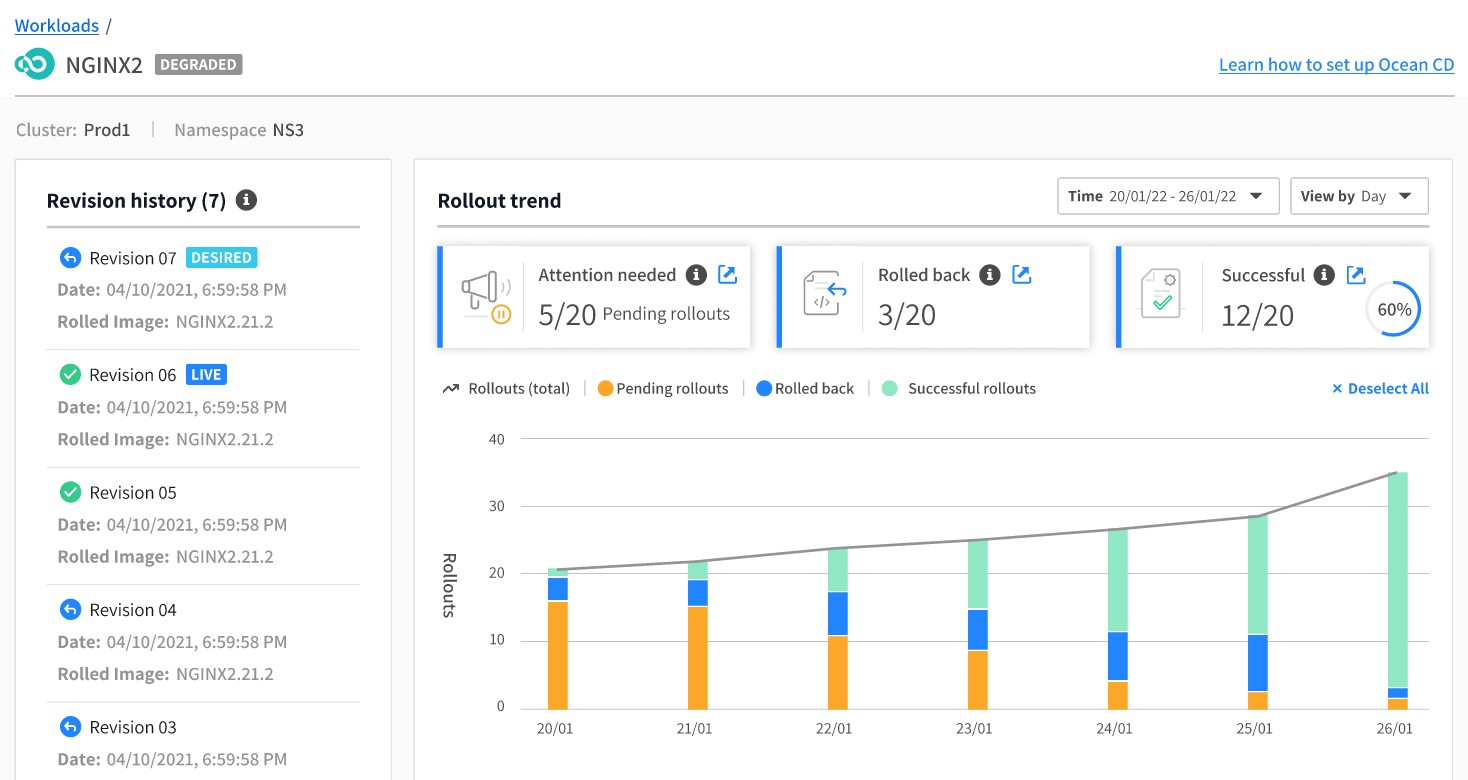 Workloads /
NGINX2 DEGRADED
Learn how to set up Ocean CD
Cluster: Prod1 | Namespace NS3
Revision history (7)
Revision 07 DESIRED
Date: 04/10/2021, 6:59:58 PM
Rolled Image: NGINX2.21.2
Revision 06 LIVE
Date: 04/10/2021, 6:59:58 PM
Rolled Image: NGINX2.21.2
Revision 05
Date: 04/10/2021, 6:59:58 PM
Rolled Image: NGINX2.21.2
Revision 04
Date: 04/10/2021, 6:59:58 PM
Rolled Image: NGINX2.21.2
Revision 03
Date: 04/10/2021, 6:59:58 PM
Rollout trend
Time 20/01/22 - 26/01/22
View by Day
Attention needed
5/20 Pending rollouts
Rolled back
3/20
Successful
12/20
60%
Rollouts (total) | Pending rollouts | Rolled back | Successful rollouts
× Deselect All
Rollouts
40
30
20
10
0
20/01 21/01 22/01 23/01 24/01 25/01 26/01